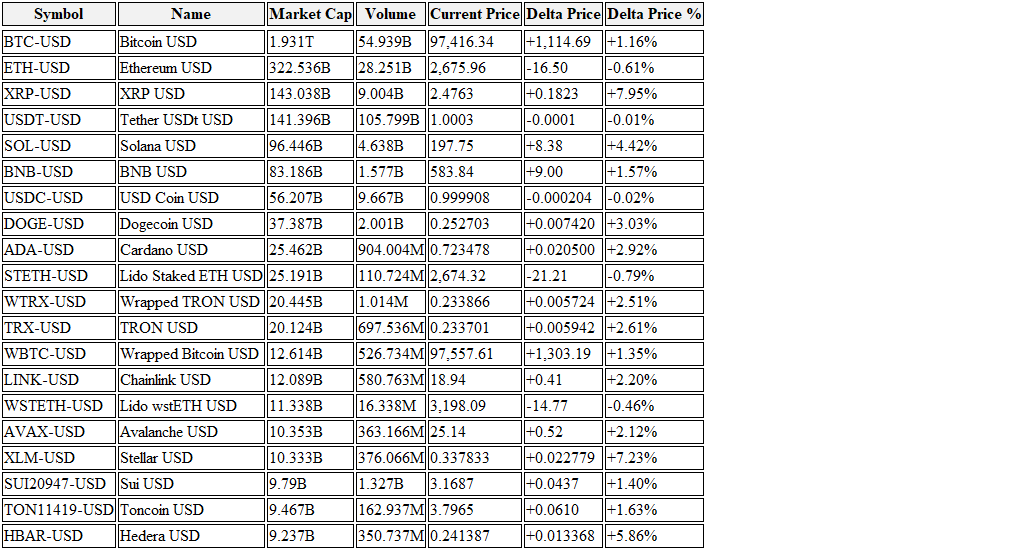 Symbol Name Market Cap Volume Current Price Delta Price Delta Price %
BTC-USD Bitcoin USD 1.931T 54.939B 97,416.34 +1,114.69 +1.16%
ETH-USD Ethereum USD 322.536B 28.251B 2,675.96 -16.50 -0.61%
XRP-USD XRP USD 143.038B 9.004B 2.4763 +0.1823 +7.95%
USDT-USD Tether USDt USD 141.396B 105.799B 1.0003 -0.0001 -0.01%
SOL-USD Solana USD 96.446B 4.638B 197.75 +8.38 +4.42%
BNB-USD BNB USD 83.186B 1.577B 583.84 +9.00 +1.57%
USDC-USD USD Coin USD 56.207B 9.667B 0.999908 -0.000204 -0.02%
DOGE-USD Dogecoin USD 37.387B 2.001B 0.252703 +0.007420 +3.03%
ADA-USD Cardano USD 25.462B 904.004M 0.723478 +0.020500 +2.92%
STETH-USD Lido Staked ETH USD 25.191B 110.724M 2,674.32 -21.21 -0.79%
WTRX-USD Wrapped TRON USD 20.445B 1.014M 0.233866 +0.005724 +2.51%
TRX-USD TRON USD 20.124B 697.536M 0.233701 +0.005942 +2.61%
WBTC-USD Wrapped Bitcoin USD 12.614B 526.734M 97,557.61 +1,303.19 +1.35%
LINK-USD Chainlink USD 12.089B 580.763M 18.94 +0.41 +2.20%
WSTETH-USD Lido wstETH USD 11.338B 16.338M 3,198.09 -14.77 -0.46%
AVAX-USD Avalanche USD 10.353B 363.166M 25.14 +0.52 +2.12%
XLM-USD Stellar USD 10.333B 376.066M 0.337833 +0.022779 +7.23%
SUI20947-USD Sui USD 9.79B 1.327B 3.1687 +0.0437 +1.40%
TON11419-USD Toncoin USD 9.467B 162.937M 3.7965 +0.0610 +1.63%
HBAR-USD Hedera USD 9.237B 350.737M 0.241387 +0.013368 +5.86%